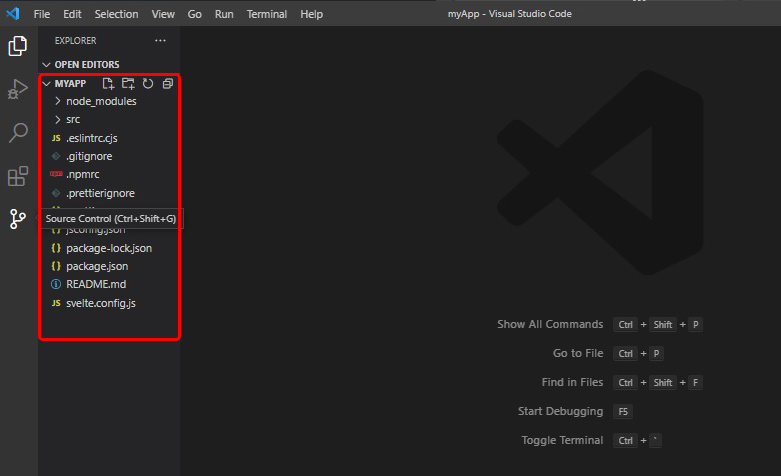 File Edit Selection View Go Run Terminal Help myApp - Visual Studio Code
EXPLORER ...
OPEN EDITORS
MYAPP
node_modules
src
JS .eslintrc.cjs
.gitignore
.npmrc
.prettierignore
Source Control (Ctrl+Shift+G)
jsconfig.json
{ } package-lock.json
{ } package.json
README.md
JS svelte.config.js
Show All Commands Ctrl + Shift + P
Go to File Ctrl + P
Find in Files Ctrl + Shift + F
Start Debugging F5
Toggle Terminal Ctrl + `